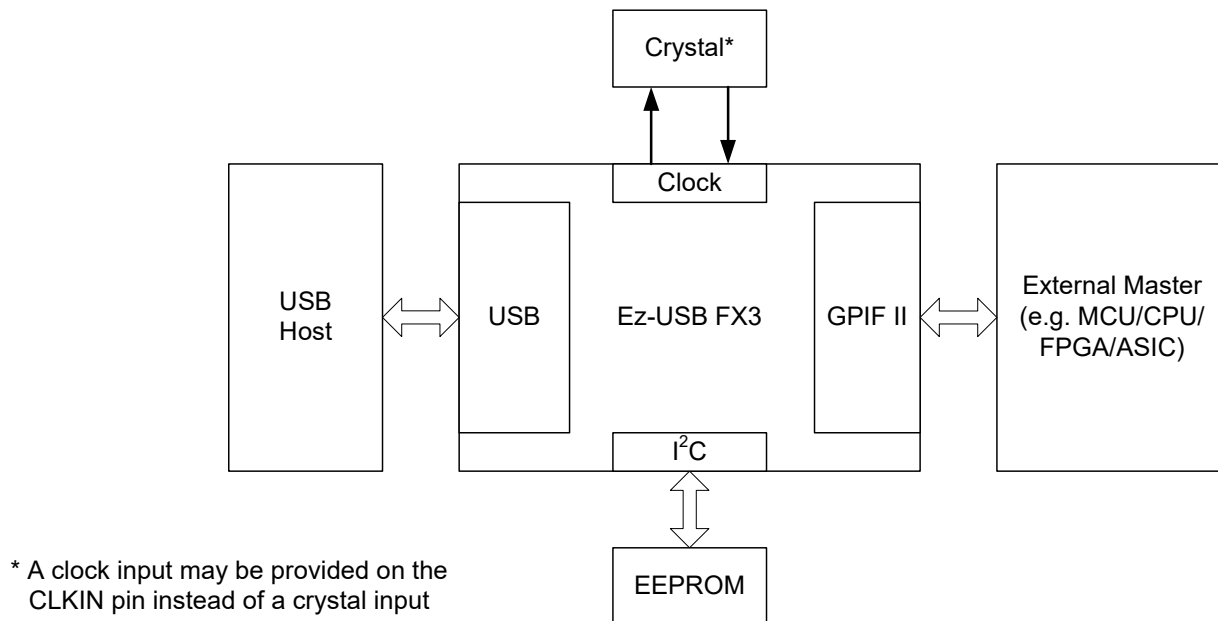 Crystal*
Clock
USB
Host
USB
Ez-USB FX3
GPIF II
External Master
(e.g. MCU/CPU/
FPGA/ASIC)
I²C
EEPROM
* A clock input may be provided on the
CLKIN pin instead of a crystal input